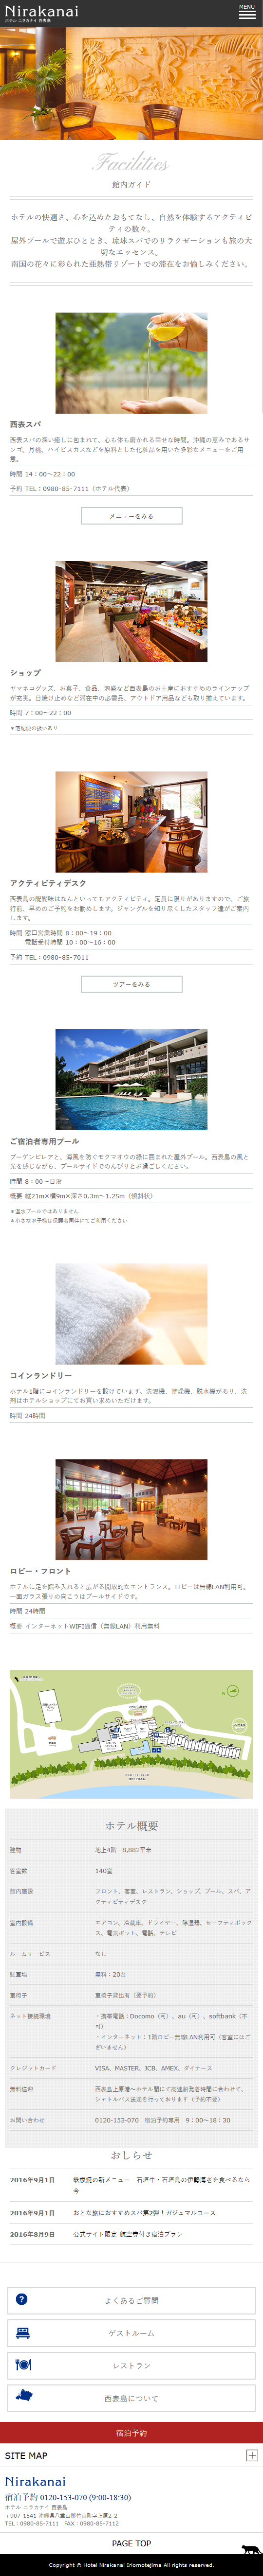 Nirakanai
ホテル ニラカナイ 西表島
MENU
Facilities
館内ガイド
ホテルの快適さ、心を込めたおもてなし、自然を体験するアクティビ
ティの数々。
屋外プールで遊ぶひととき、琉球スパでのリラクゼーションも旅の大
切なエッセンス。
南国の花々に彩られた亜熱帯リゾートでの滞在をお愉しみください。
西表スパ
西表スパの深い癒しに包まれて、心も体も磨かれる幸せな時間。沖縄の恵みであるサ
ンゴ、月桃、ハイビスカスなどを原料とした化粧品を用いた多彩なメニューをご用
意。
時間 14：00〜22：00
予約 TEL：0980-85-7111（ホテル代表）
メニューをみる
ショップ
ヤマネコグッズ、お菓子、食品、泡盛など西表島のお土産におすすめのラインナップ
が充実。日焼け止めなど滞在中の必需品、アウトドア用品なども取り揃えています。
時間 7：00〜22：00
＊宅配便の扱いあり
アクティビティデスク
西表島の醍醐味はなんといってもアクティビティ。定員に限りがありますので、ご旅
行前、早めのご予約をお勧めします。ジャングルを知り尽くしたスタッフ達がご案内
します。
時間 窓口営業時間 8：00〜19：00
電話受付時間 10：00〜16：00
予約 TEL：0980-85-7011
ツアーをみる
ご宿泊者専用プール
ブーゲンビレアと、海風を防ぐモクマオウの緑に囲まれた屋外プール。西表島の風と
光を感じながら、プールサイドでのんびりとお過ごしください。
時間 8：00〜日没
概要 縦21m×横9m×深さ0.3m〜1.25m（傾斜状）
＊温水プールではありません
＊小さなお子様は保護者同伴にてご利用ください
コインランドリー
ホテル1階にコインランドリーを設けています。洗濯機、乾燥機、脱水機があり、洗
剤はホテルショップにてお買い求めいただけます。
時間 24時間
ロビー・フロント
ホテルに足を踏み入れると広がる開放的なエントランス。ロビーは無線LAN利用可。
一面ガラス張りの向こうはプールサイドです。
時間 24時間
概要 インターネットWIFI通信（無線LAN）利用無料
ホテル概要
建物 地上4階 8,882平米
客室数 140室
館内施設 フロント、客室、レストラン、ショップ、プール、スパ、ア
クティビティデスク
室内設備 エアコン、冷蔵庫、ドライヤー、除湿器、セーフティボック
ス、電気ポット、電話、テレビ
ルームサービス なし
駐車場 無料：20台
車椅子 車椅子貸出有（要予約）
ネット接続環境 ・携帯電話：Docomo（可）、au（可）、softbank（不
可）
・インターネット：1階ロビー無線LAN利用可（客室にはご
ざいません）
クレジットカード VISA、MASTER、JCB、AMEX、ダイナース
無料送迎 西表島上原港〜ホテル間にて高速船発着時間に合わせて、
シャトルバス送迎を行っております（予約不要）
お問い合わせ 0120-153-070 宿泊予約専用 9：00〜18：30
おしらせ
2016年9月1日 鉄板焼の新メニュー 石垣牛・石垣島の伊勢海老を食べるなら
今
2016年9月1日 おとな旅におすすめスパ第2弾！ガジュマルコース
2016年8月9日 公式サイト限定 航空券付き宿泊プラン
よくあるご質問
ゲストルーム
レストラン
西表島について
宿泊予約
SITE MAP
Nirakanai
宿泊予約 0120-153-070 (9:00-18:30)
ホテル ニラカナイ 西表島
〒907-1541 沖縄県八重山郡竹富町字上原2-2
TEL：0980-85-7111 FAX：0980-85-7112
PAGE TOP
Copyright © Hotel Nirakanai Iriomotejima All rights reserved.